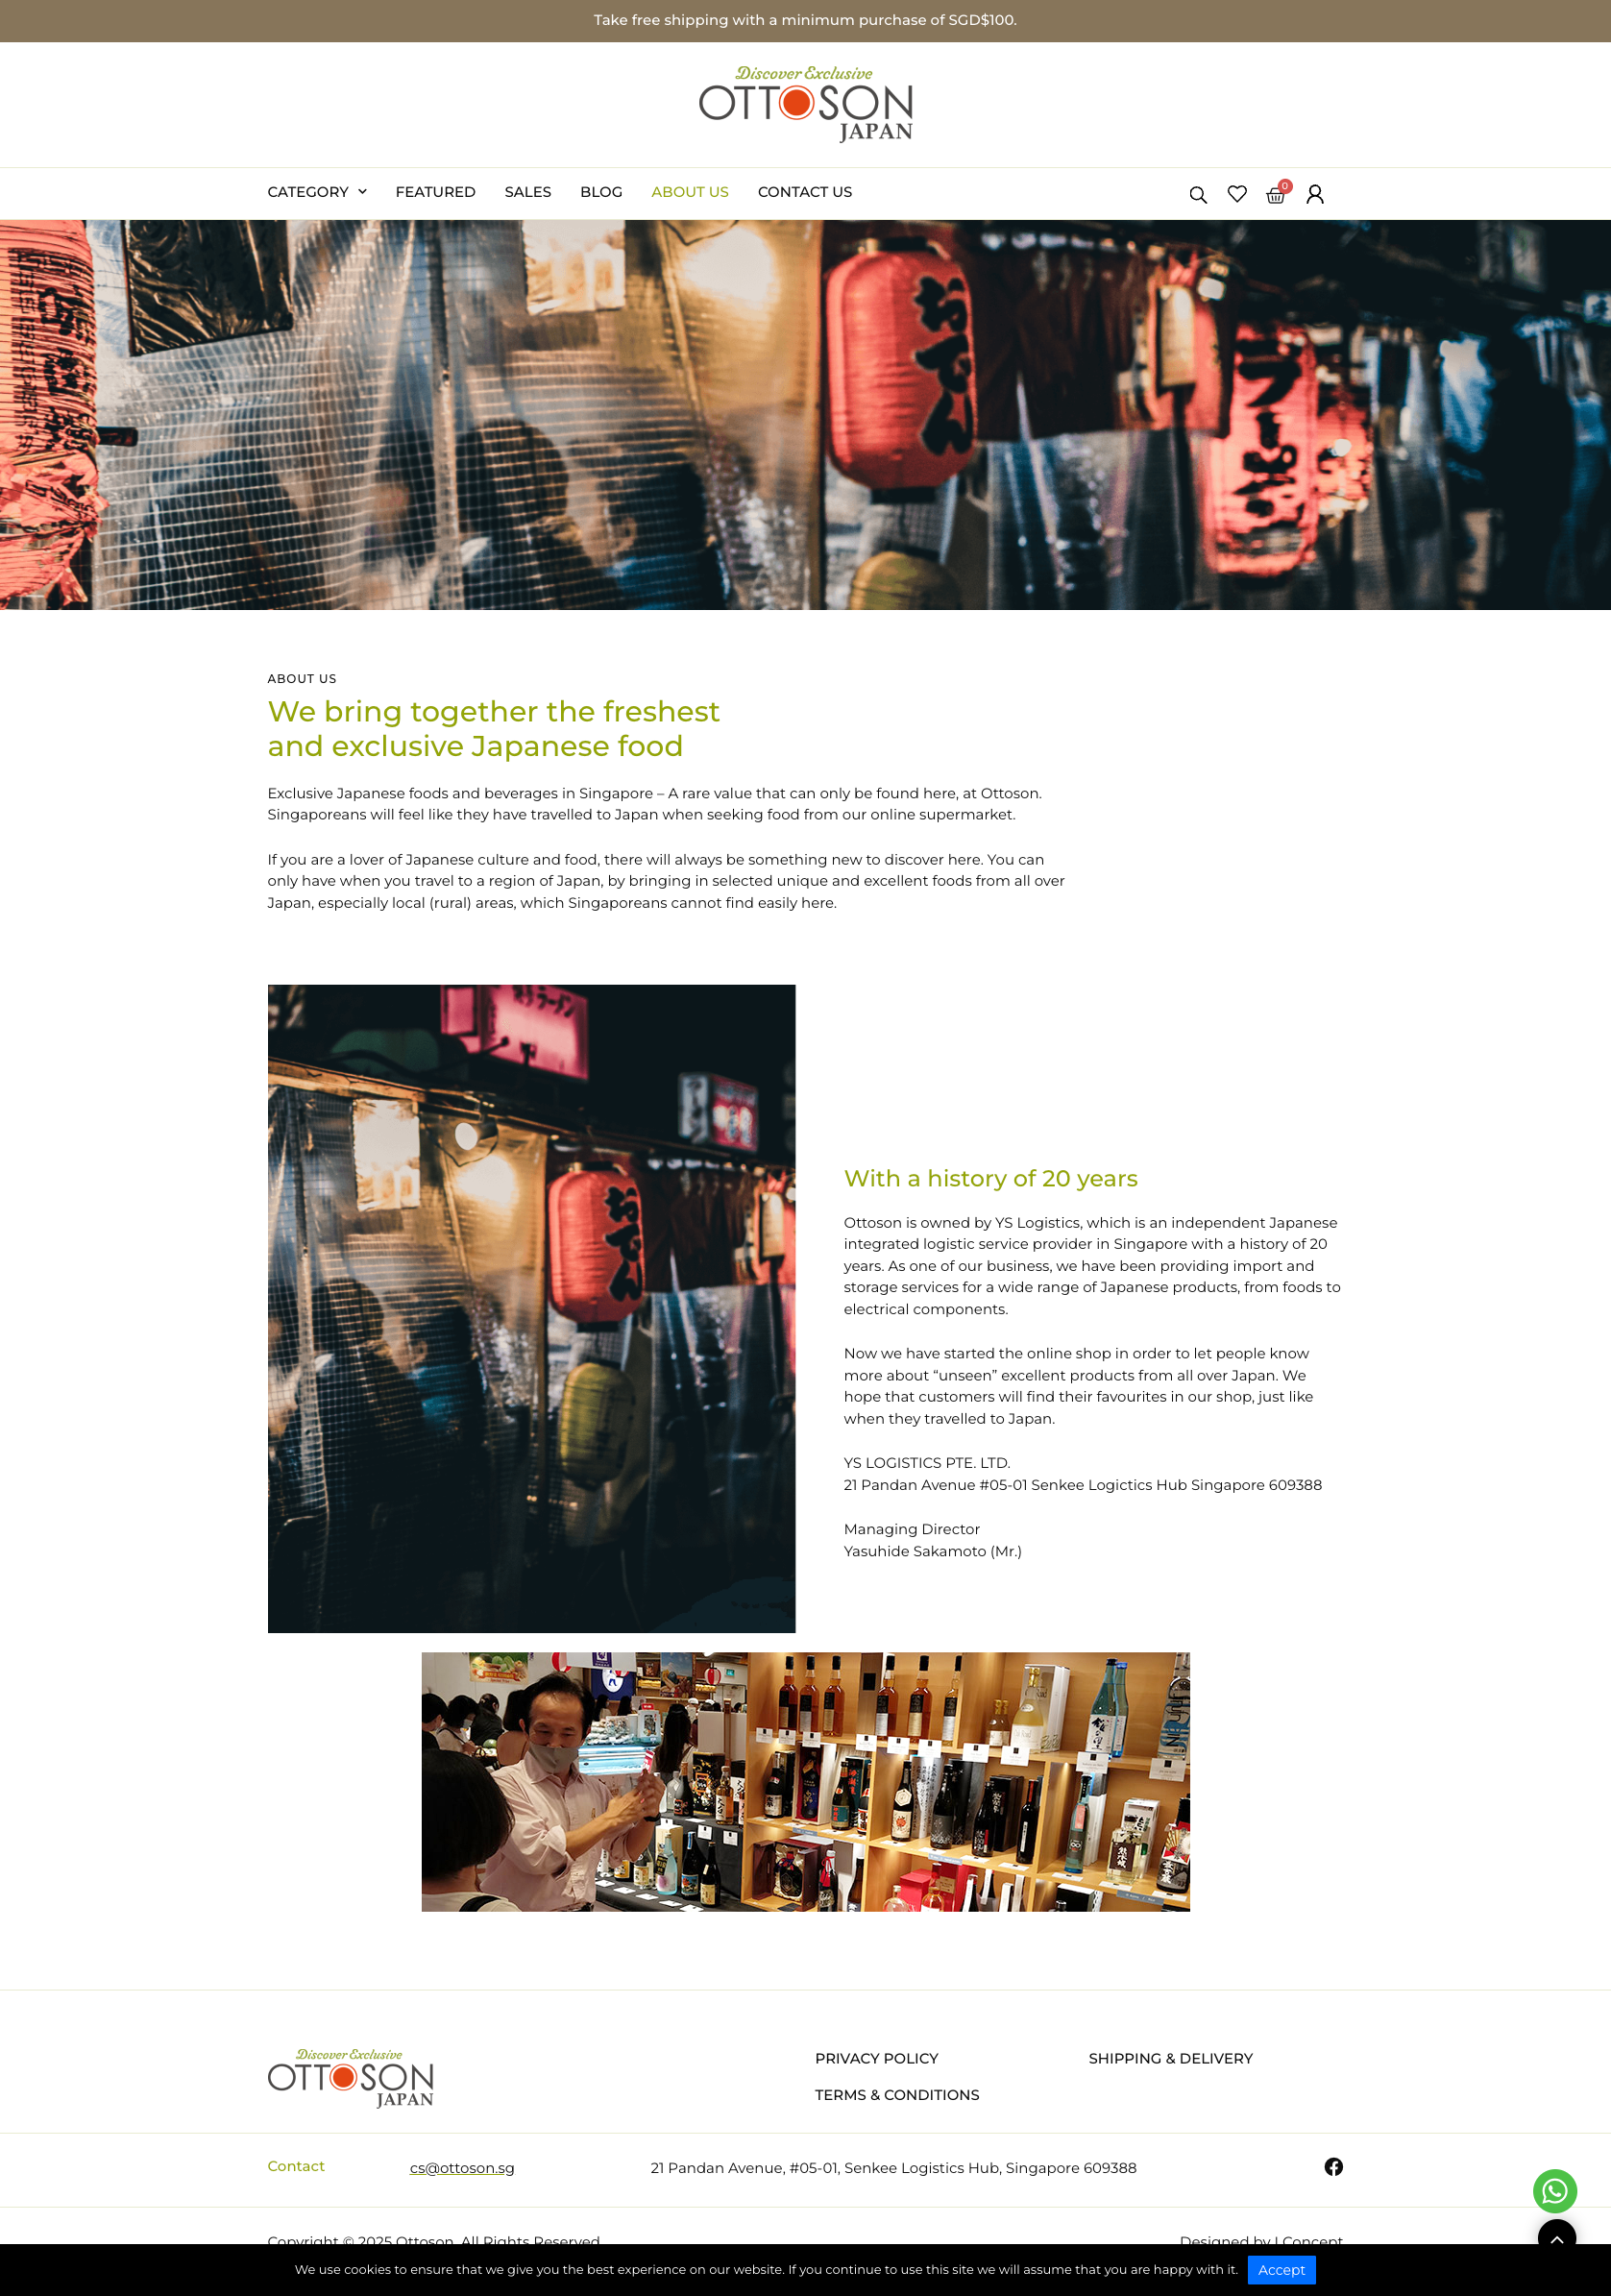 Take free shipping with a minimum purchase of SGD$100.
Discover Exclusive
OTTOSON
JAPAN
CATEGORY
FEATURED
SALES
BLOG
ABOUT US
CONTACT US
0
おでん
ABOUT US
We bring together the freshest
and exclusive Japanese food
Exclusive Japanese foods and beverages in Singapore – A rare value that can only be found here, at Ottoson.
Singaporeans will feel like they have travelled to Japan when seeking food from our online supermarket.
If you are a lover of Japanese culture and food, there will always be something new to discover here. You can
only have when you travel to a region of Japan, by bringing in selected unique and excellent foods from all over
Japan, especially local (rural) areas, which Singaporeans cannot find easily here.
With a history of 20 years
Ottoson is owned by YS Logistics, which is an independent Japanese
integrated logistic service provider in Singapore with a history of 20
years. As one of our business, we have been providing import and
storage services for a wide range of Japanese products, from foods to
electrical components.
Now we have started the online shop in order to let people know
more about “unseen” excellent products from all over Japan. We
hope that customers will find their favourites in our shop, just like
when they travelled to Japan.
YS LOGISTICS PTE. LTD.
21 Pandan Avenue #05-01 Senkee Logictics Hub Singapore 609388
Managing Director
Yasuhide Sakamoto (Mr.)
Discover Exclusive
OTTOSON
JAPAN
PRIVACY POLICY
SHIPPING & DELIVERY
TERMS & CONDITIONS
Contact
cs@ottoson.sg
21 Pandan Avenue, #05-01, Senkee Logistics Hub, Singapore 609388
Copyright © 2025 Ottoson. All Rights Reserved
Designed by I Concept
We use cookies to ensure that we give you the best experience on our website. If you continue to use this site we will assume that you are happy with it.
Accept